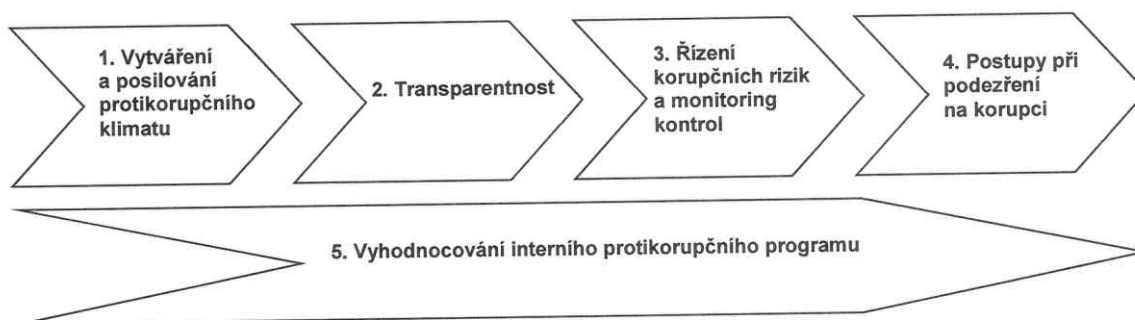 1. Vytváření
a posilování
protikorupčního
klimatu
2. Transparentnost
3. Řízení
korupčních rizik
a monitoring
kontrol
4. Postupy při
podezření
na korupci
5. Vyhodnocování interního protikorupčního programu